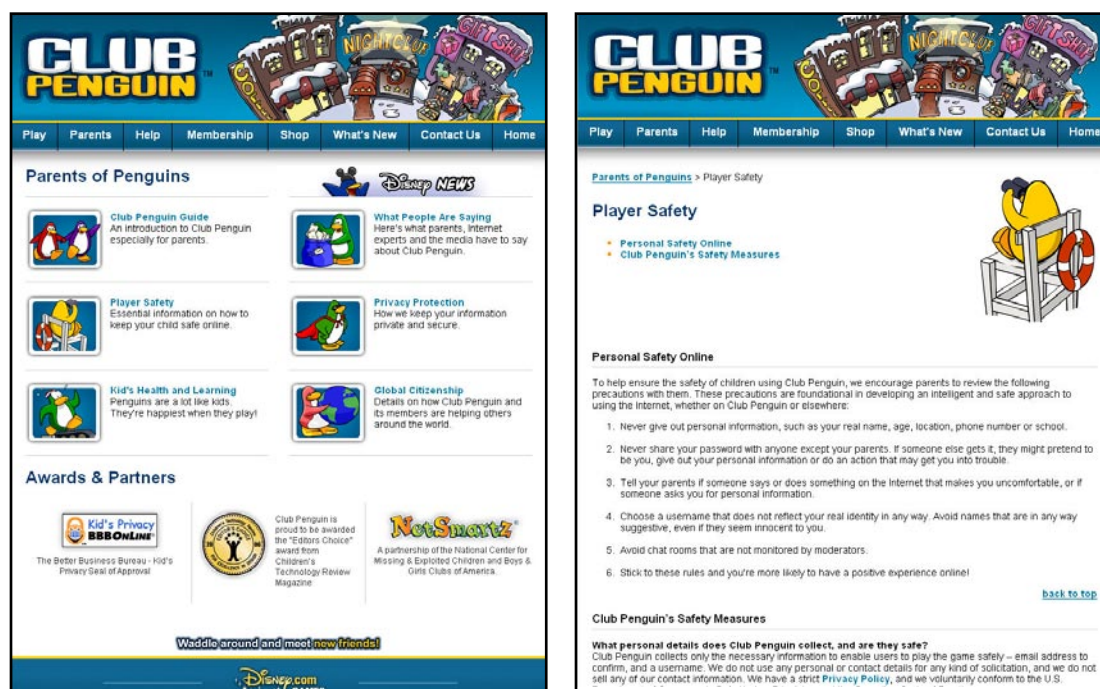 CLUB
PENGUIN™
NIGHTCLUB
GIFT SHOP
Play Parents Help Membership Shop What's New Contact Us Home
Parents of Penguins
Disney NEWS
Club Penguin Guide
An introduction to Club Penguin
especially for parents.
What People Are Saying
Here's what parents, Internet
experts and the media have to say
about Club Penguin.
Player Safety
Essential information on how to
keep your child safe online.
Privacy Protection
How we keep your information
private and secure.
Kid's Health and Learning
Penguins are a lot like kids.
They're happiest when they play!
Global Citizenship
Details on how Club Penguin and
its members are helping others
around the world.
Awards & Partners
Kid's Privacy
BBBOnLine
The Better Business Bureau - Kid's
Privacy Seal of Approval
Club Penguin is
proud to be awarded
the "Editors Choice"
award from
Children's
Technology Review
Magazine
NetSmartz
A partnership of the National Center for
Missing & Exploited Children and Boys &
Girls Clubs of America.
Waddle around and meet new friends!
Disney.com
CLUB
PENGUIN™
NIGHTCLUB
GIFT SHOP
Play Parents Help Membership Shop What's New Contact Us Home
Parents of Penguins > Player Safety
Player Safety
Personal Safety Online
Club Penguin's Safety Measures
Personal Safety Online
To help ensure the safety of children using Club Penguin, we encourage parents to review the following
precautions with them. These precautions are foundational in developing an intelligent and safe approach to
using the Internet, whether on Club Penguin or elsewhere:
1. Never give out personal information, such as your real name, age, location, phone number or school.
2. Never share your password with anyone except your parents. If someone else gets it, they might pretend to
be you, give out your personal information or do an action that may get you into trouble.
3. Tell your parents if someone says or does something on the Internet that makes you uncomfortable, or if
someone asks you for personal information.
4. Choose a username that does not reflect your real identity in any way. Avoid names that are in any way
suggestive, even if they seem innocent to you.
5. Avoid chat rooms that are not monitored by moderators.
6. Stick to these rules and you're more likely to have a positive experience online!
back to top
Club Penguin's Safety Measures
What personal details does Club Penguin collect, and are they safe?
Club Penguin collects only the necessary information to enable users to play the game safely – email address to
confirm, and a username. We do not use any personal or contact details for any kind of solicitation, and we do not
sell any of our contact information. We have a strict Privacy Policy, and we voluntarily conform to the U.S.